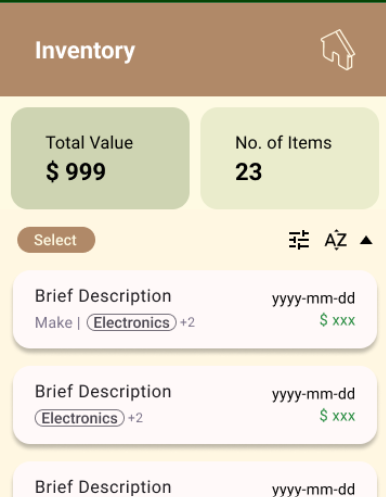 Inventory
Total Value
$ 999
No. of Items
23
Select
AZ
Brief Description
yyyy-mm-dd
Make | Electronics +2
$ xxx
Brief Description
yyyy-mm-dd
Electronics +2
$ xxx
Brief Description
yyyy-mm-dd